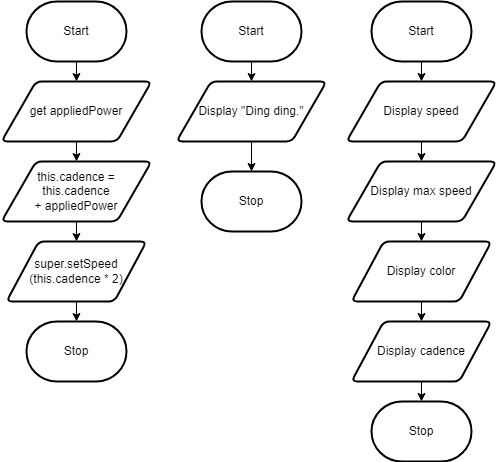 Start
get appliedPower
this.cadence =
this.cadence
+ appliedPower
super.setSpeed
(this.cadence * 2)
Stop
Start
Display "Ding ding."
Stop
Start
Display speed
Display max speed
Display color
Display cadence
Stop